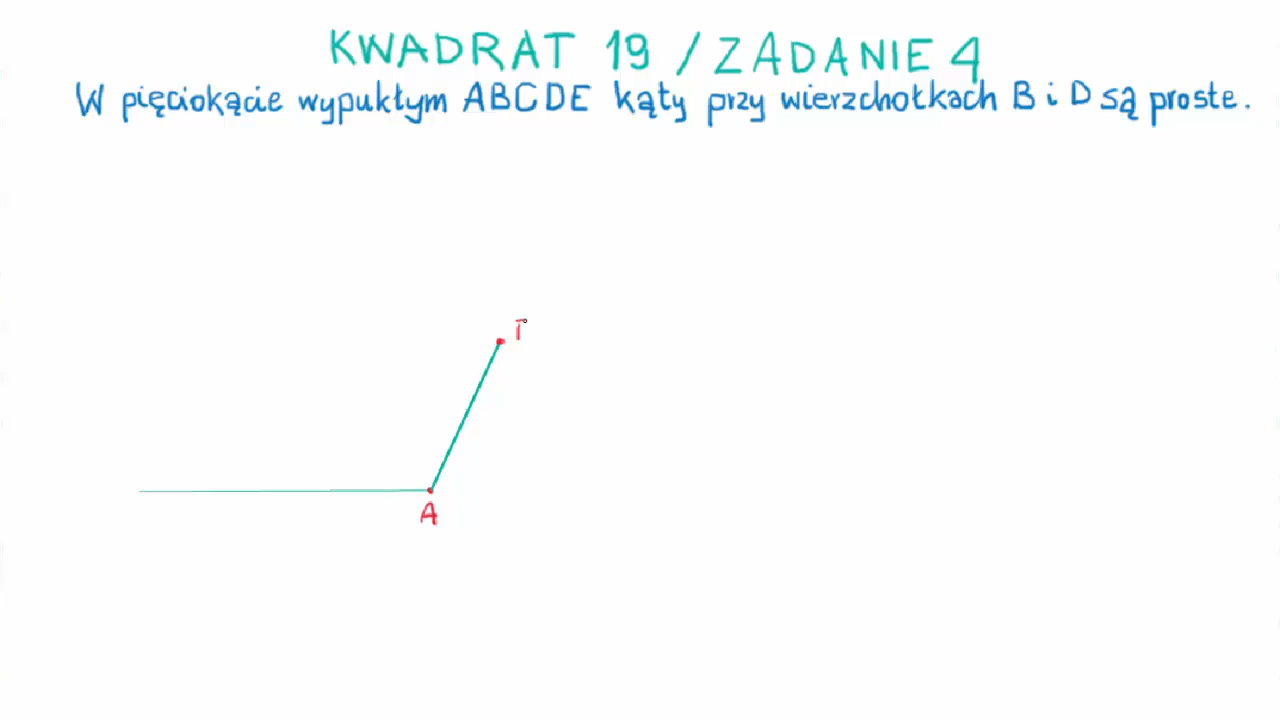 KWADRAT 19 / ZADANIE 4
W pięciokącie wypukłym ABCDE kąty przy wierzchołkach B i D są proste.
A